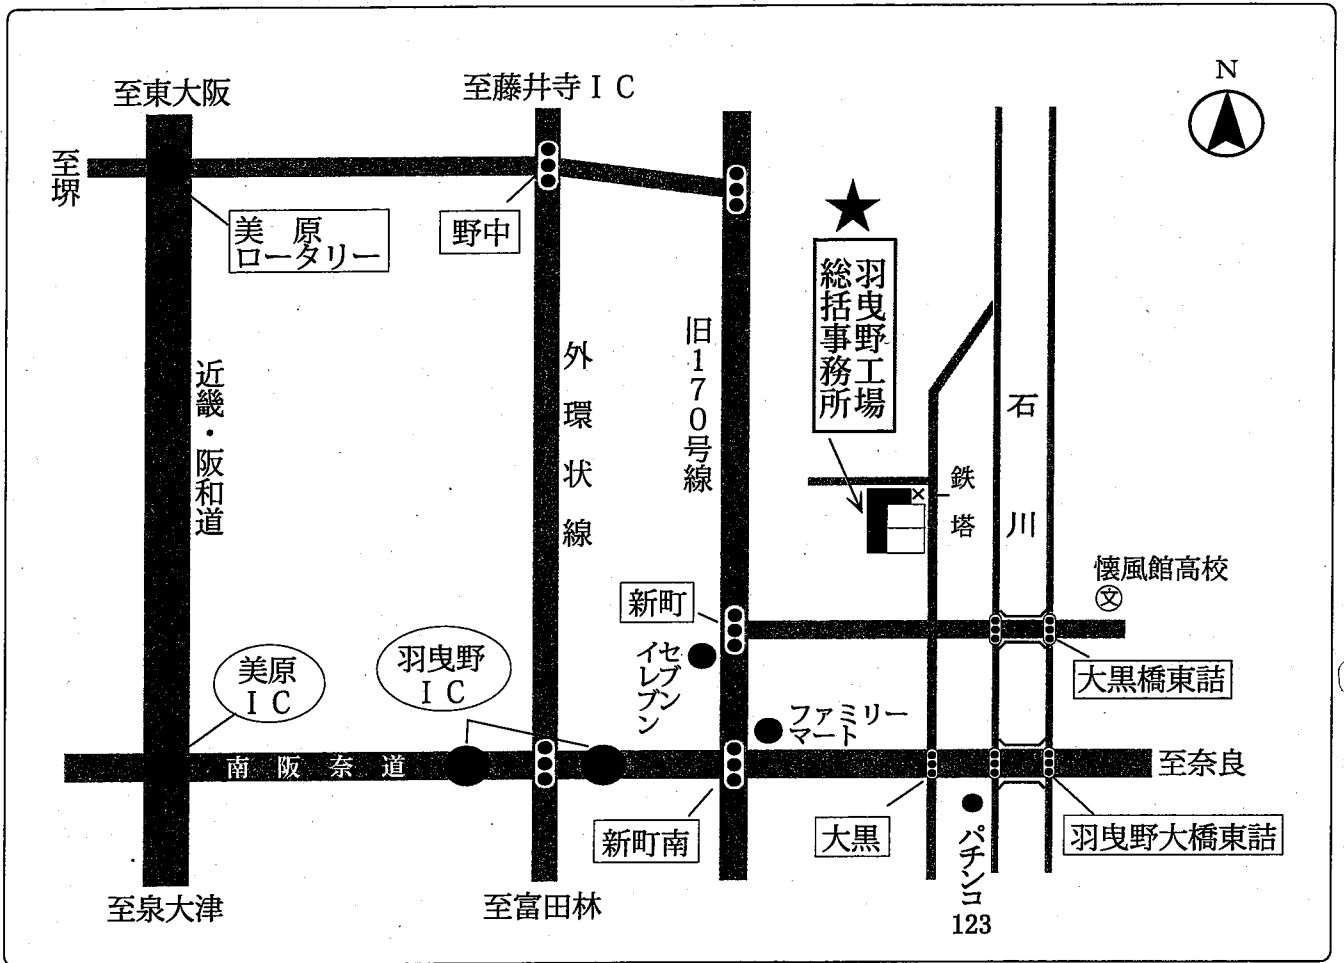 N
至東大阪
至藤井寺ＩＣ
至堺
美　原
ロータリー
野中
羽曳野工場
総括事務所
近畿・阪和道
外環状線
旧170号線
石川
鉄塔
懐風館高校
文
新町
セブン
イレブン
大黒橋東詰
美原
ＩＣ
羽曳野
ＩＣ
ファミリー
マート
南阪奈道
至奈良
新町南
大黒
パチンコ
123
羽曳野大橋東詰
至泉大津
至富田林